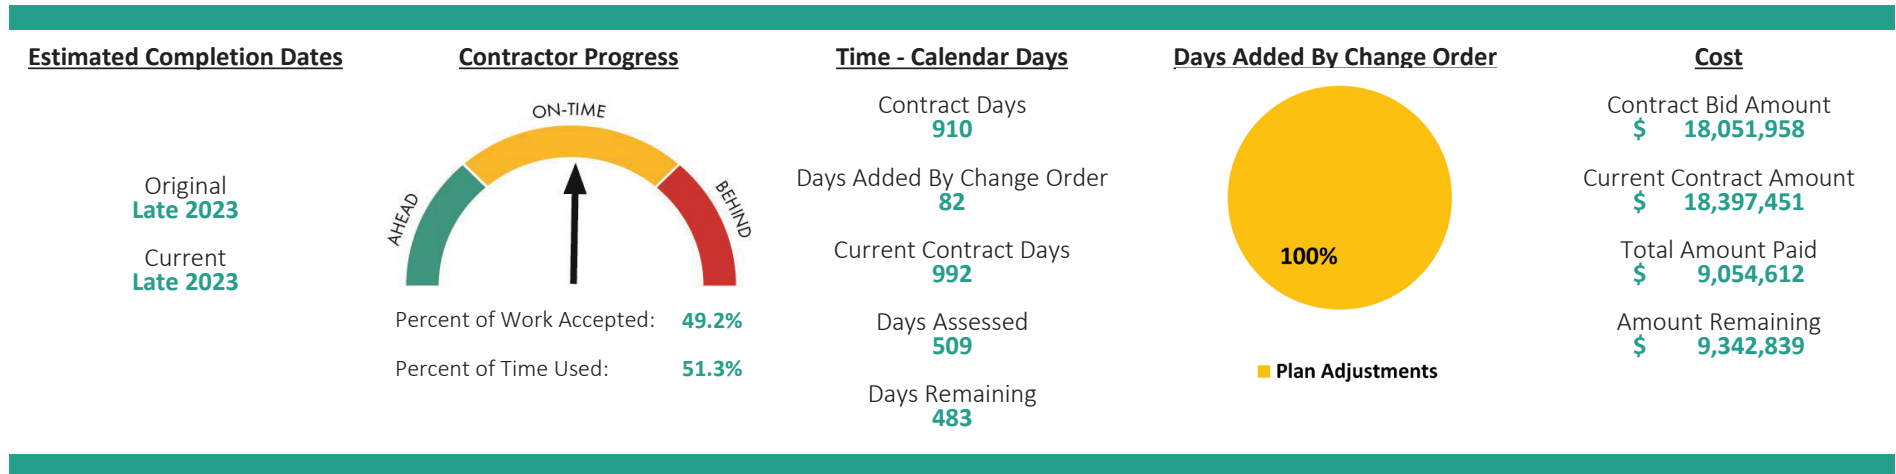 Estimated Completion Dates
Original
Late 2023
Current
Late 2023
Contractor Progress
ON-TIME
AHEAD
BEHIND
Percent of Work Accepted: 49.2%
Percent of Time Used: 51.3%
Time - Calendar Days
Contract Days
910
Days Added By Change Order
82
Current Contract Days
992
Days Assessed
509
Days Remaining
483
Days Added By Change Order
100%
Plan Adjustments
Cost
Contract Bid Amount
$ 18,051,958
Current Contract Amount
$ 18,397,451
Total Amount Paid
$ 9,054,612
Amount Remaining
$ 9,342,839